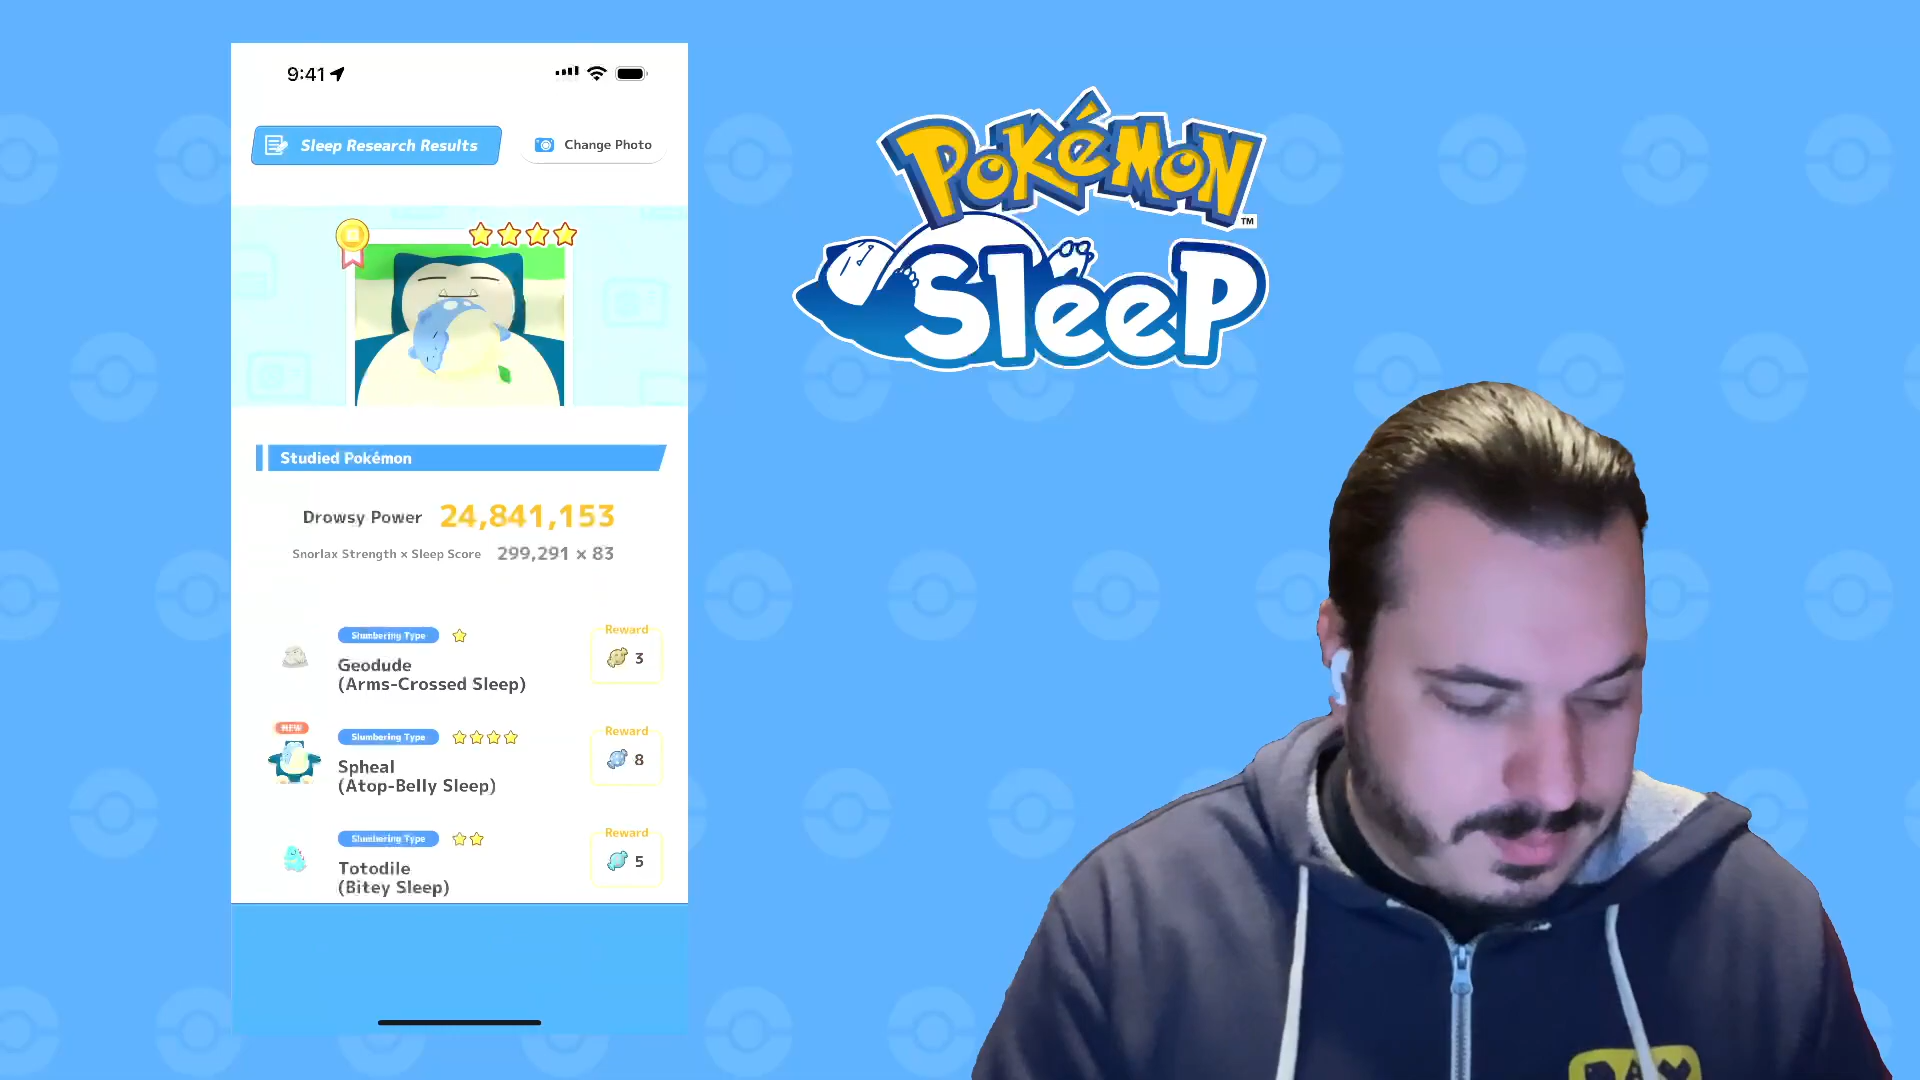 9:41
Sleep Research Results
Change Photo
Studied Pokémon
Drowsy Power 24,841,153
Snorlax Strength × Sleep Score 299,291 × 83
Slumbering Type
Reward
Geodude
(Arms-Crossed Sleep)
3
NEW
Slumbering Type
Reward
Spheal
(Atop-Belly Sleep)
8
Slumbering Type
Reward
Totodile
(Bitey Sleep)
5
POKéMON
TM
Sleep